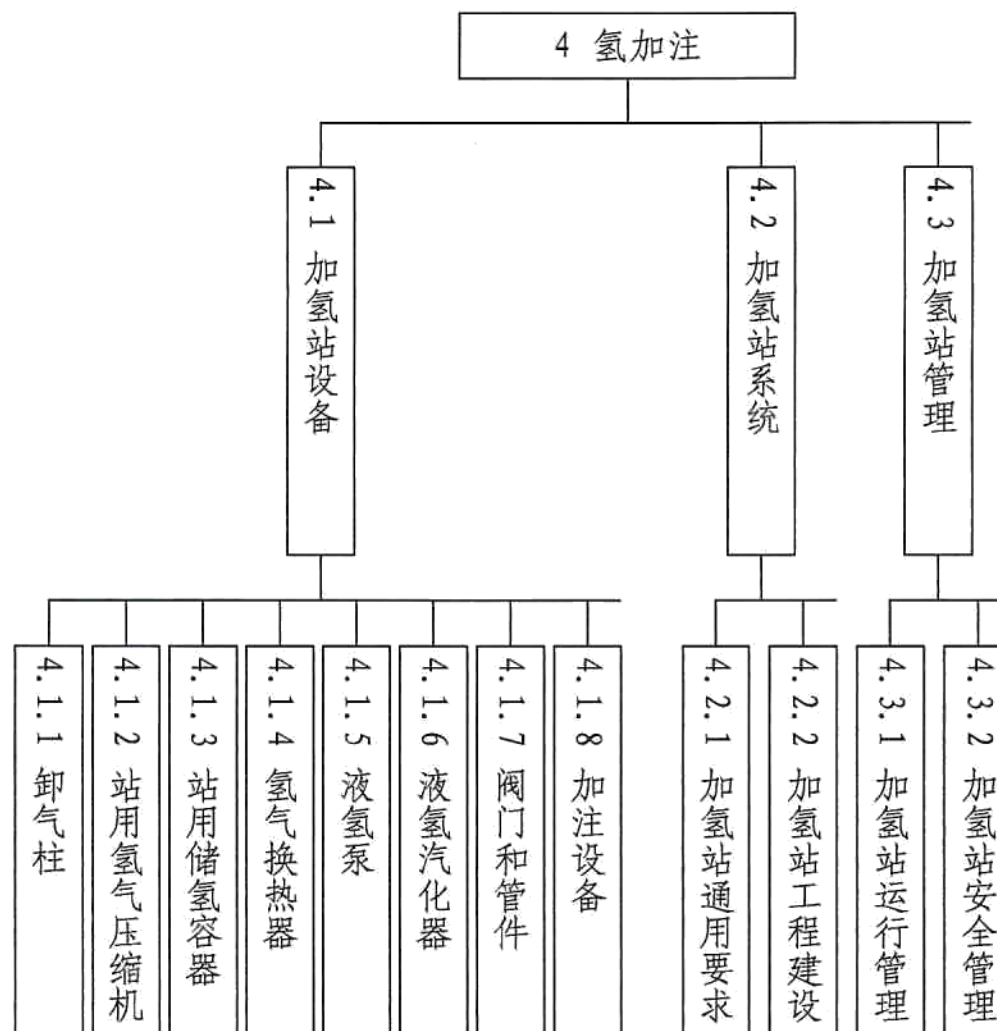 4 氢加注
4.1 加氢站设备
4.2 加氢站系统
4.3 加氢站管理
4.1.1 卸气柱
4.1.2 站用氢气压缩机
4.1.3 站用储氢容器
4.1.4 氢气换热器
4.1.5 液氢泵
4.1.6 液氢汽化器
4.1.7 阀门和管件
4.1.8 加注设备
4.2.1 加氢站通用要求
4.2.2 加氢站工程建设
4.3.1 加氢站运行管理
4.3.2 加氢站安全管理